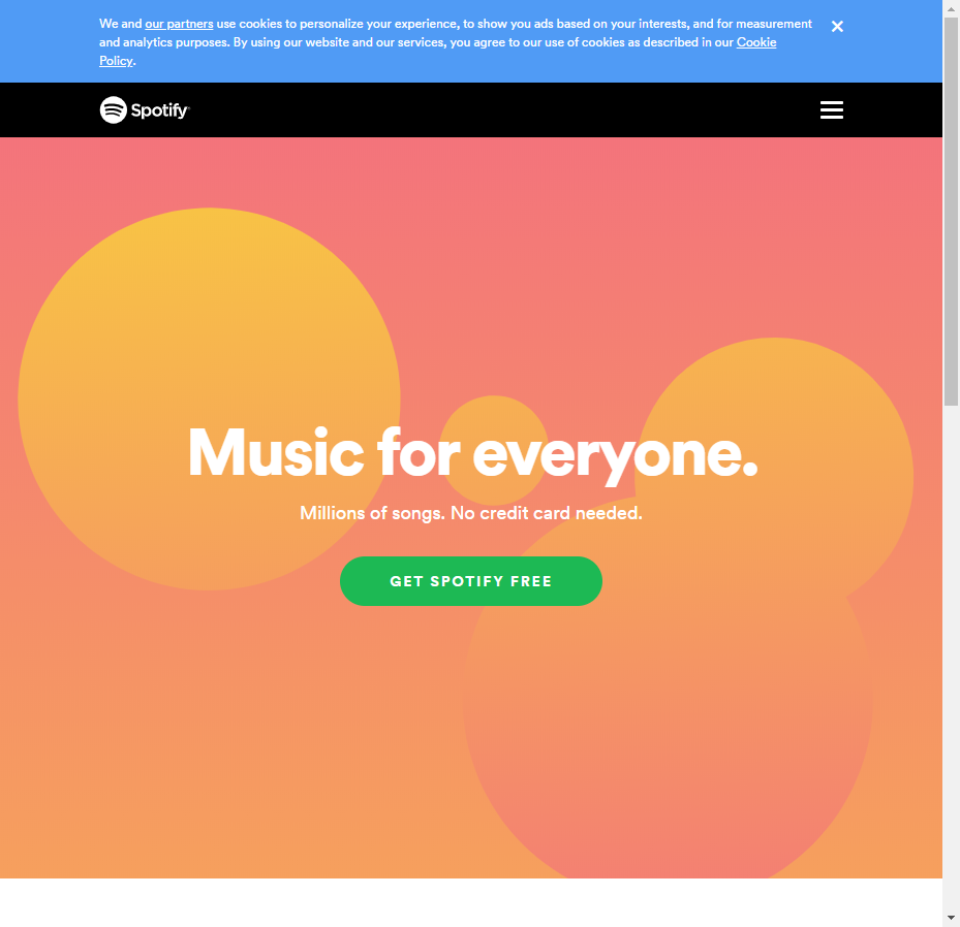 We and our partners use cookies to personalize your experience, to show you ads based on your interests, and for measurement
and analytics purposes. By using our website and our services, you agree to our use of cookies as described in our Cookie
Policy.
Spotify
Music for everyone.
Millions of songs. No credit card needed.
GET SPOTIFY FREE